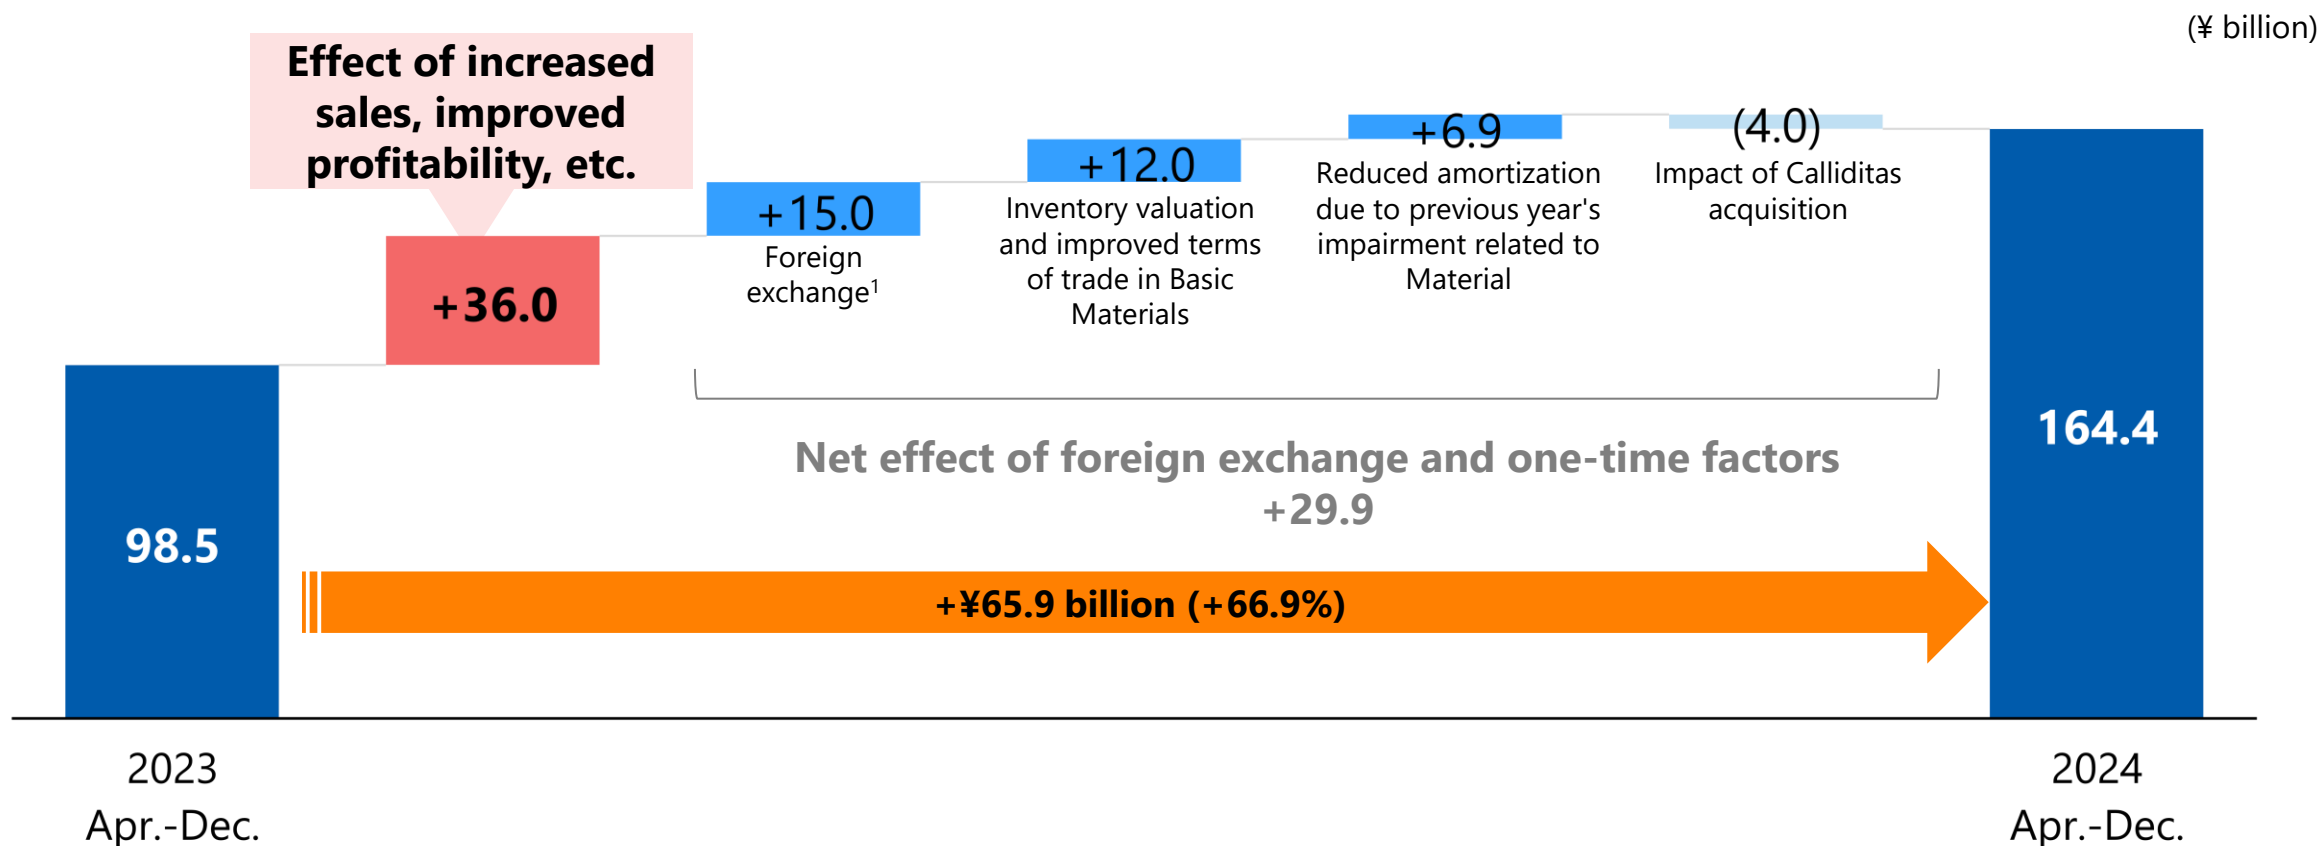 (¥ billion)
Effect of increased
sales, improved
profitability, etc.
+36.0
+15.0
Foreign
exchange¹
+12.0
Inventory valuation
and improved terms
of trade in Basic
Materials
+6.9
Reduced amortization
due to previous year's
impairment related to
Material
(4.0)
Impact of Calliditas
acquisition
Net effect of foreign exchange and one-time factors
+29.9
98.5
+¥65.9 billion (+66.9%)
164.4
2023
Apr.-Dec.
2024
Apr.-Dec.